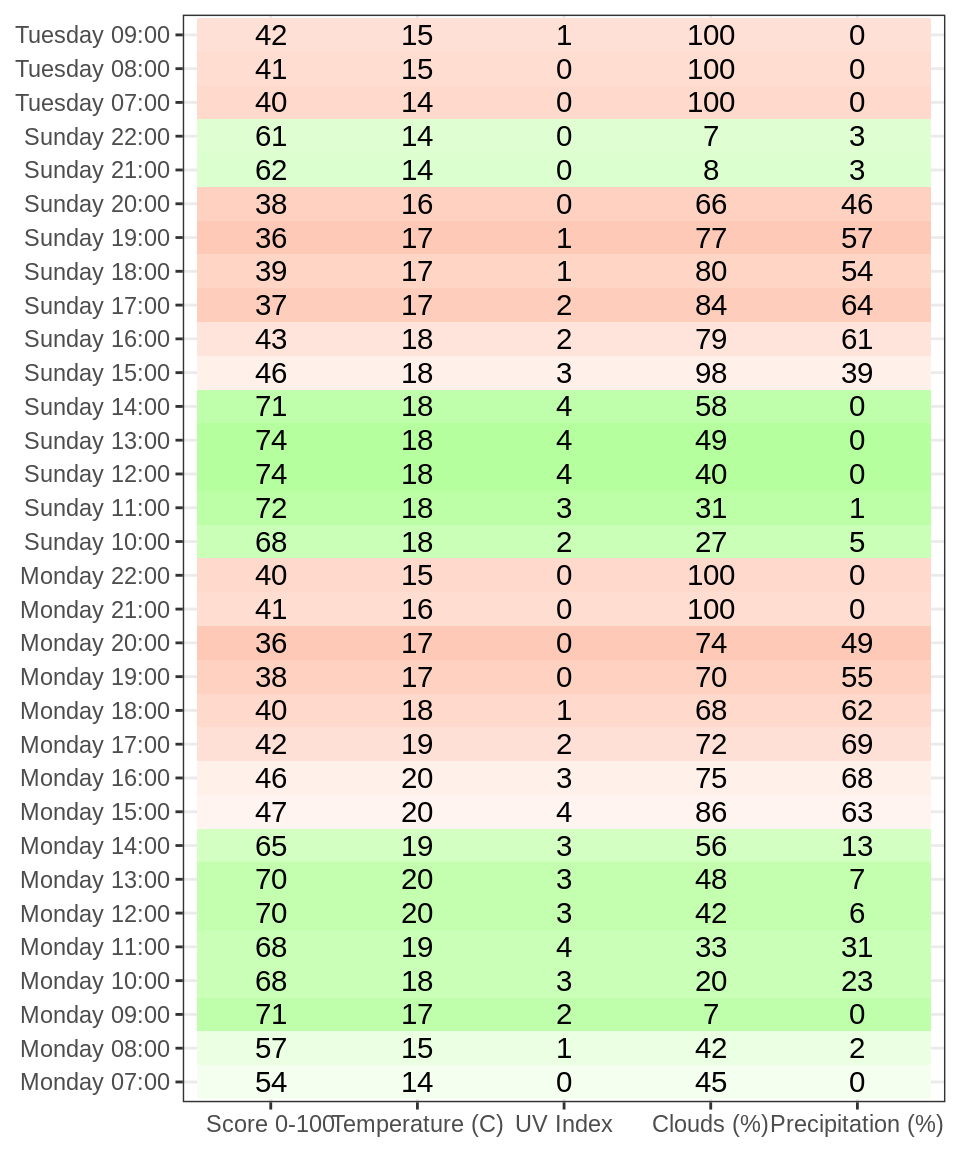 Tuesday 09:00 42 15 1 100 0
Tuesday 08:00 41 15 0 100 0
Tuesday 07:00 40 14 0 100 0
Sunday 22:00 61 14 0 7 3
Sunday 21:00 62 14 0 8 3
Sunday 20:00 38 16 0 66 46
Sunday 19:00 36 17 1 77 57
Sunday 18:00 39 17 1 80 54
Sunday 17:00 37 17 2 84 64
Sunday 16:00 43 18 2 79 61
Sunday 15:00 46 18 3 98 39
Sunday 14:00 71 18 4 58 0
Sunday 13:00 74 18 4 49 0
Sunday 12:00 74 18 4 40 0
Sunday 11:00 72 18 3 31 1
Sunday 10:00 68 18 2 27 5
Monday 22:00 40 15 0 100 0
Monday 21:00 41 16 0 100 0
Monday 20:00 36 17 0 74 49
Monday 19:00 38 17 0 70 55
Monday 18:00 40 18 1 68 62
Monday 17:00 42 19 2 72 69
Monday 16:00 46 20 3 75 68
Monday 15:00 47 20 4 86 63
Monday 14:00 65 19 3 56 13
Monday 13:00 70 20 3 48 7
Monday 12:00 70 20 3 42 6
Monday 11:00 68 19 4 33 31
Monday 10:00 68 18 3 20 23
Monday 09:00 71 17 2 7 0
Monday 08:00 57 15 1 42 2
Monday 07:00 54 14 0 45 0
Score 0-100 Temperature (C) UV Index Clouds (%) Precipitation (%)